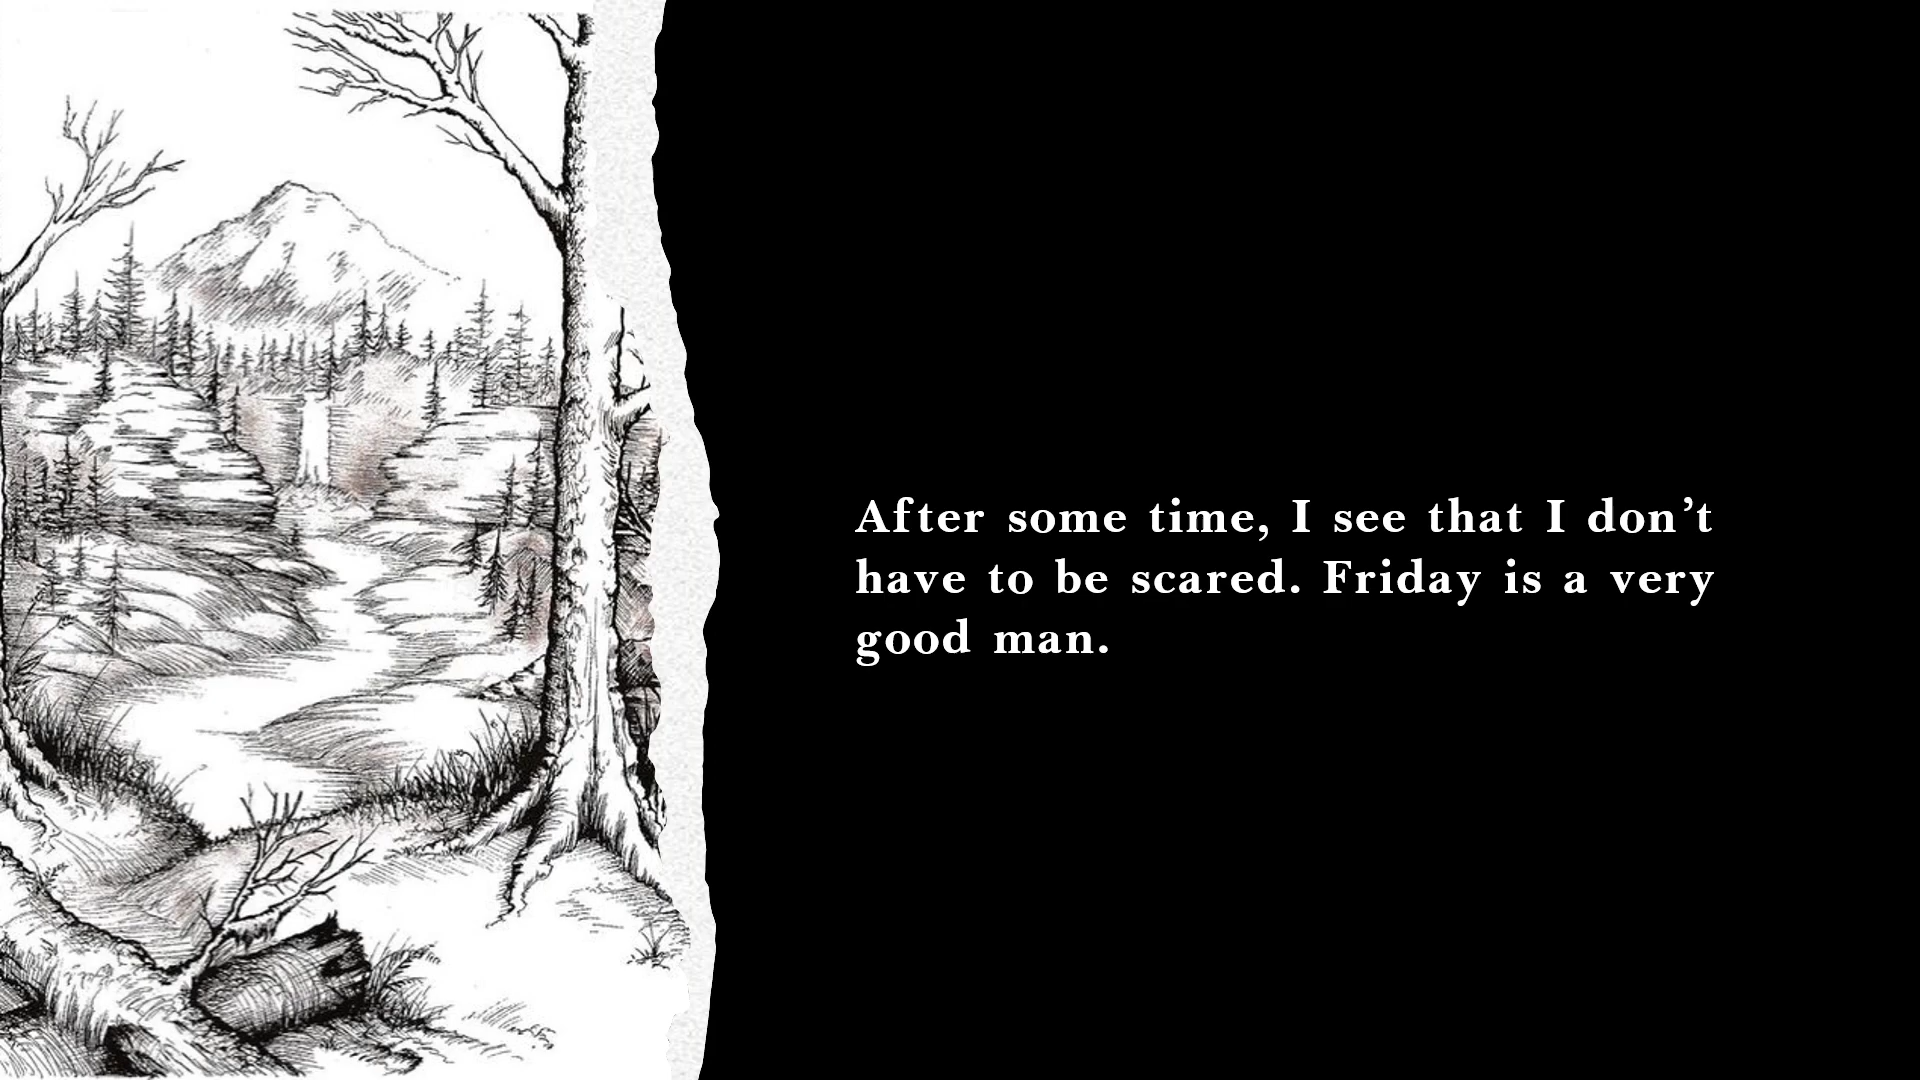 After some time, I see that I don’t
have to be scared. Friday is a very
good man.